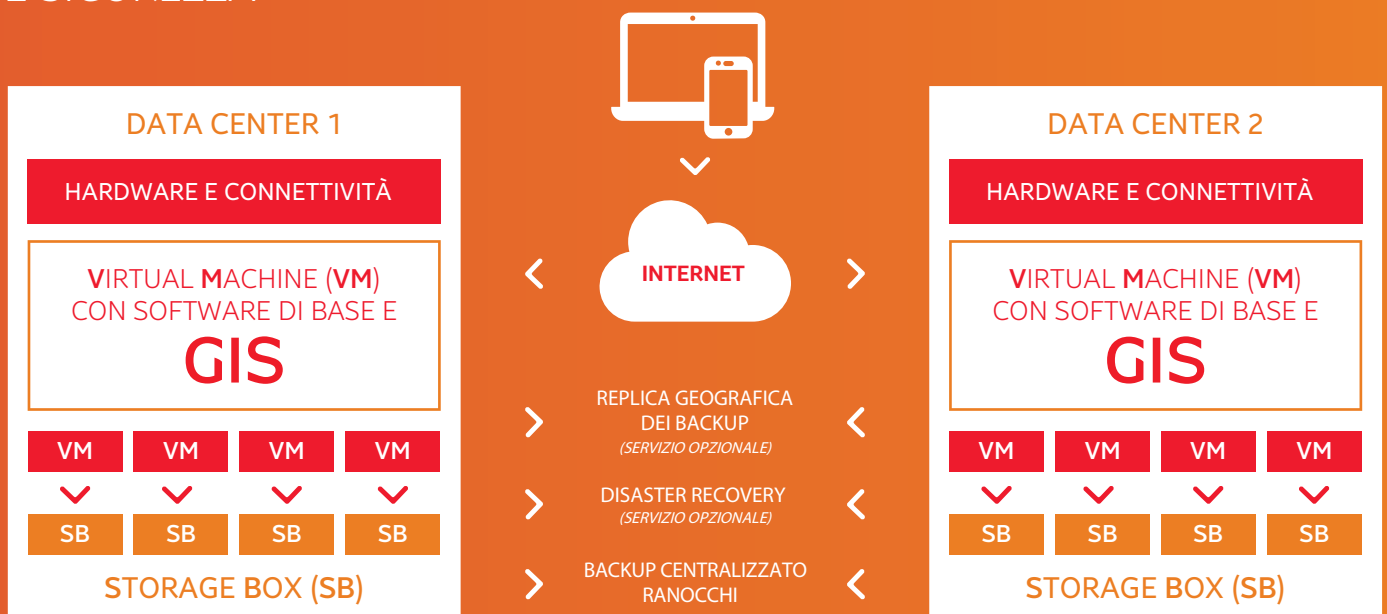 DATA CENTER 1
HARDWARE E CONNETTIVITÀ
VIRTUAL MACHINE (VM)
CON SOFTWARE DI BASE E
GIS
VM VM VM VM
SB SB SB SB
STORAGE BOX (SB)
INTERNET
REPLICA GEOGRAFICA
DEI BACKUP
(SERVIZIO OPZIONALE)
DISASTER RECOVERY
(SERVIZIO OPZIONALE)
BACKUP CENTRALIZZATO
RANOCCHI
DATA CENTER 2
HARDWARE E CONNETTIVITÀ
VIRTUAL MACHINE (VM)
CON SOFTWARE DI BASE E
GIS
VM VM VM VM
SB SB SB SB
STORAGE BOX (SB)